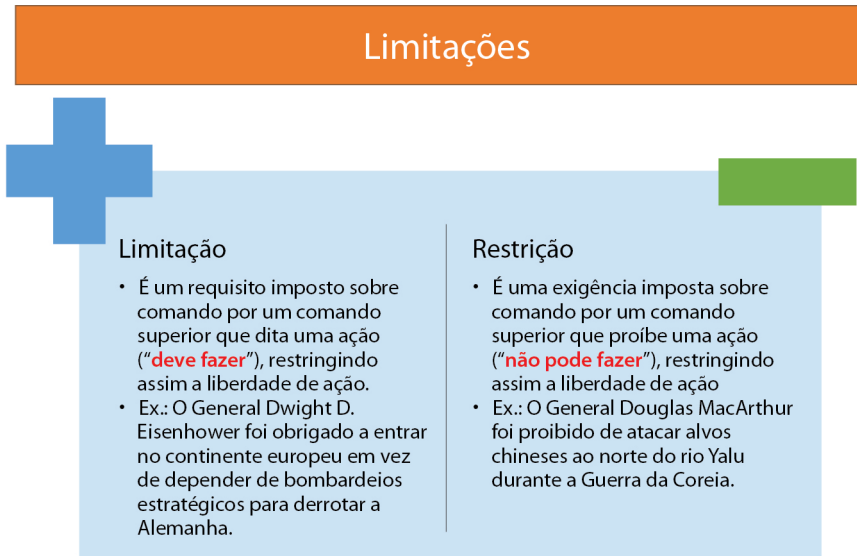 Limitações
Limitação
• É um requisito imposto sobre
comando por um comando
superior que dita uma ação
(“deve fazer”), restringindo
assim a liberdade de ação.
• Ex.: O General Dwight D.
Eisenhower foi obrigado a entrar
no continente europeu em vez
de depender de bombardeios
estratégicos para derrotar a
Alemanha.
Restrição
• É uma exigência imposta sobre
comando por um comando
superior que proíbe uma ação
(“não pode fazer”), restringindo
assim a liberdade de ação
• Ex.: O General Douglas MacArthur
foi proibido de atacar alvos
chineses ao norte do rio Yalu
durante a Guerra da Coreia.